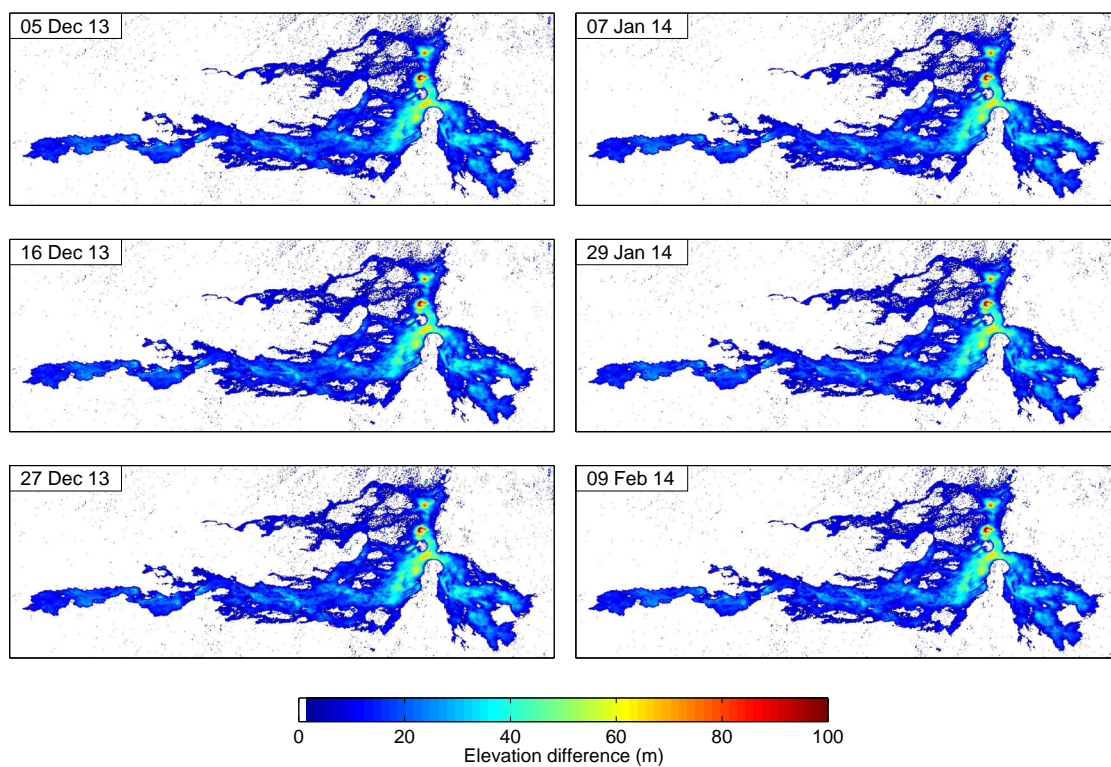 05 Dec 13
07 Jan 14
16 Dec 13
29 Jan 14
27 Dec 13
09 Feb 14
0 20 40 60 80 100
Elevation difference (m)